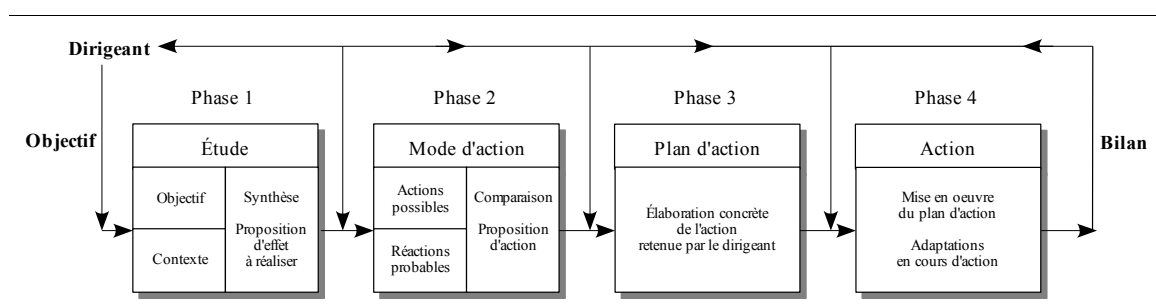 Dirigeant
Phase 1
Phase 2
Phase 3
Phase 4
Objectif
Bilan
Étude
Objectif
Contexte
Synthèse
Proposition
d'effet
à réaliser
Mode d'action
Actions
possibles
Réactions
probables
Comparaison
Proposition
d'action
Plan d'action
Élaboration concrète
de l'action
retenue par le dirigeant
Action
Mise en oeuvre
du plan d'action
Adaptations
en cours d'action